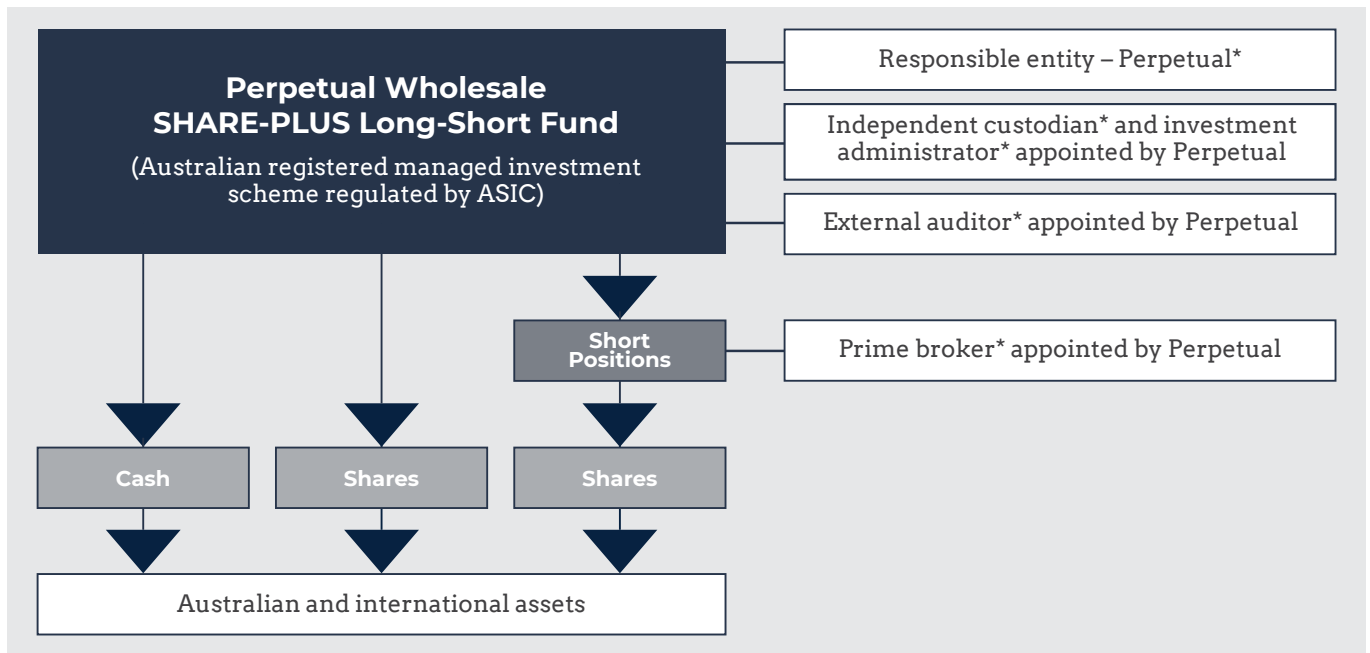 Perpetual Wholesale
SHARE-PLUS Long-Short Fund
(Australian registered managed investment
scheme regulated by ASIC)
Responsible entity – Perpetual*
Independent custodian* and investment
administrator* appointed by Perpetual
External auditor* appointed by Perpetual
Short
Positions
Prime broker* appointed by Perpetual
Cash
Shares
Shares
Australian and international assets